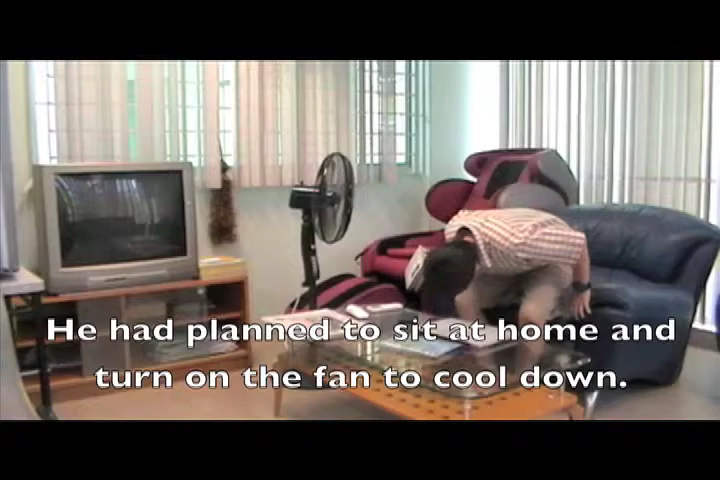 He had planned to sit at home and
turn on the fan to cool down.